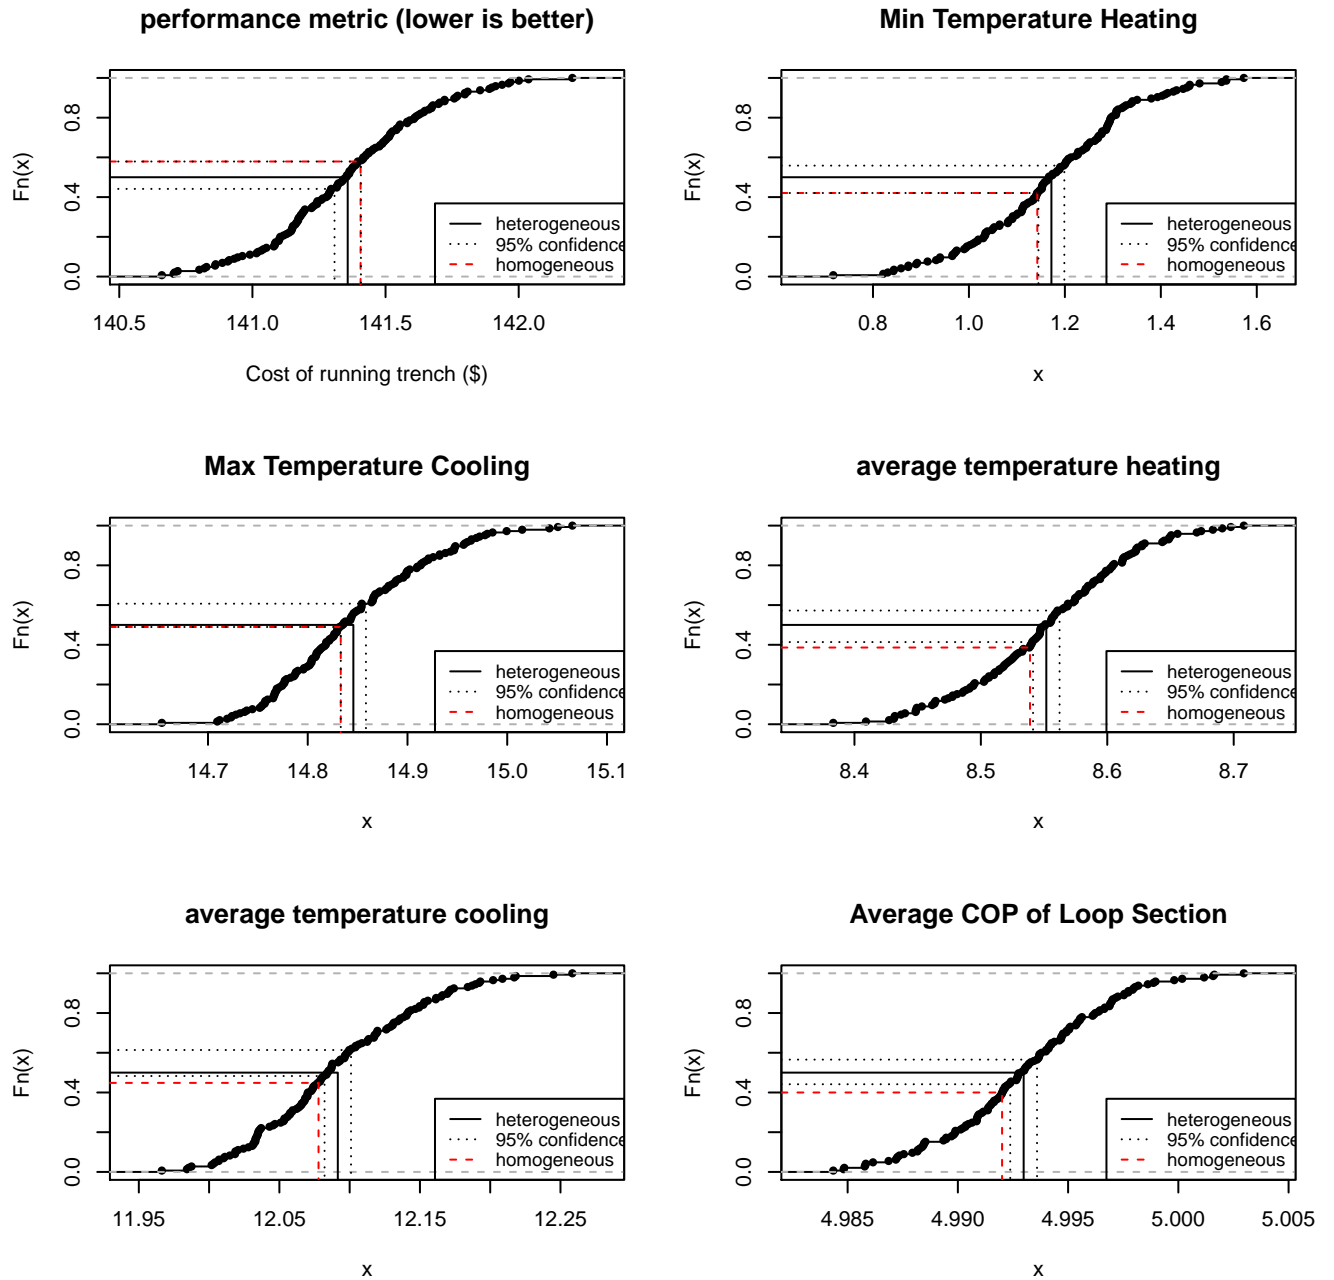 performance metric (lower is better)
Fn(x)
0.0 0.4 0.8
heterogeneous
95% confidence
homogeneous
140.5 141.0 141.5 142.0
Cost of running trench ($)
Min Temperature Heating
Fn(x)
0.0 0.4 0.8
heterogeneous
95% confidence
homogeneous
0.8 1.0 1.2 1.4 1.6
x
Max Temperature Cooling
Fn(x)
0.0 0.4 0.8
heterogeneous
95% confidence
homogeneous
14.7 14.8 14.9 15.0 15.1
x
average temperature heating
Fn(x)
0.0 0.4 0.8
heterogeneous
95% confidence
homogeneous
8.4 8.5 8.6 8.7
x
average temperature cooling
Fn(x)
0.0 0.4 0.8
heterogeneous
95% confidence
homogeneous
11.95 12.05 12.15 12.25
x
Average COP of Loop Section
Fn(x)
0.0 0.4 0.8
heterogeneous
95% confidence
homogeneous
4.985 4.990 4.995 5.000 5.005
x